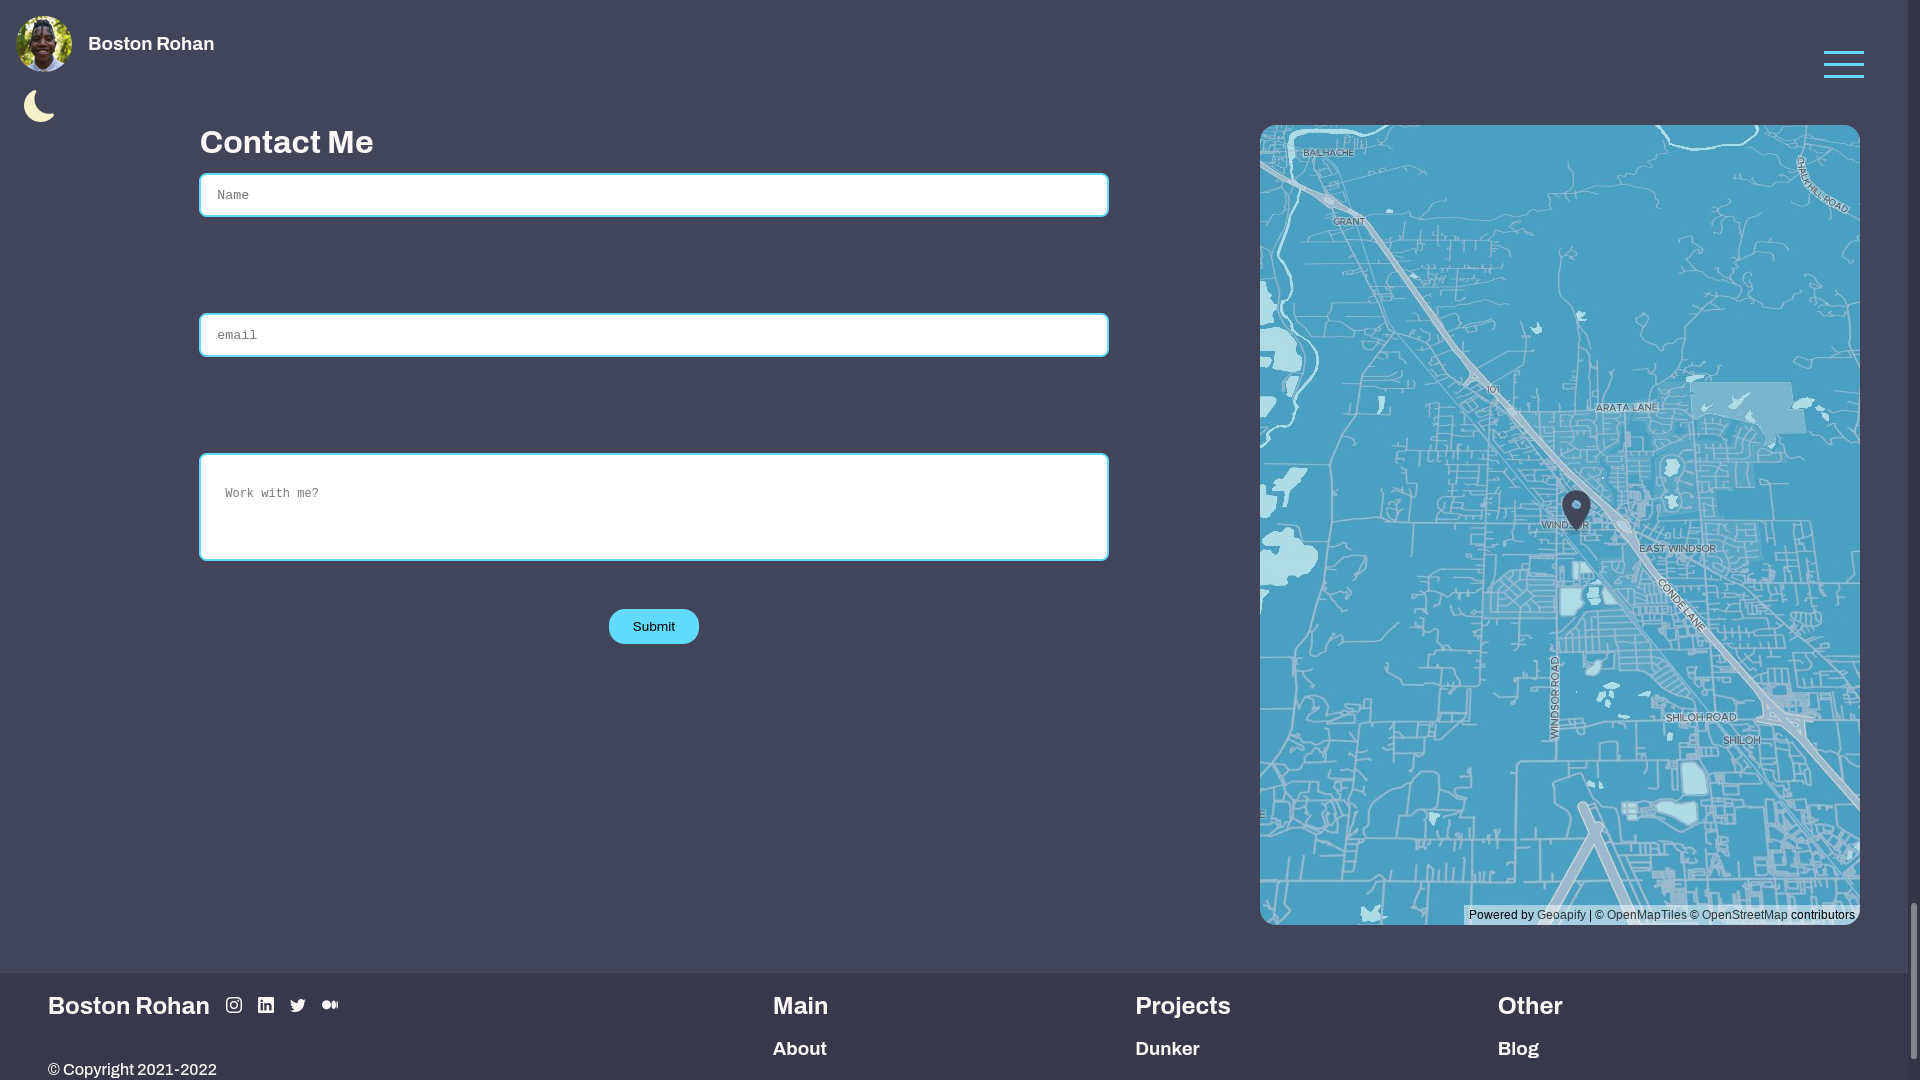 Boston Rohan
Contact Me
Name
email
Work with me?
Submit
BAILHACHE
CHALK HILL ROAD
GRANT
101
ARATA LANE
WINDSOR
EAST WINDSOR
CONDE LANE
WINDSOR ROAD
SHILOH ROAD
SHILOH
Powered by Geoapify | © OpenMapTiles © OpenStreetMap contributors
Boston Rohan
© Copyright 2021-2022
Main
About
Projects
Dunker
Other
Blog